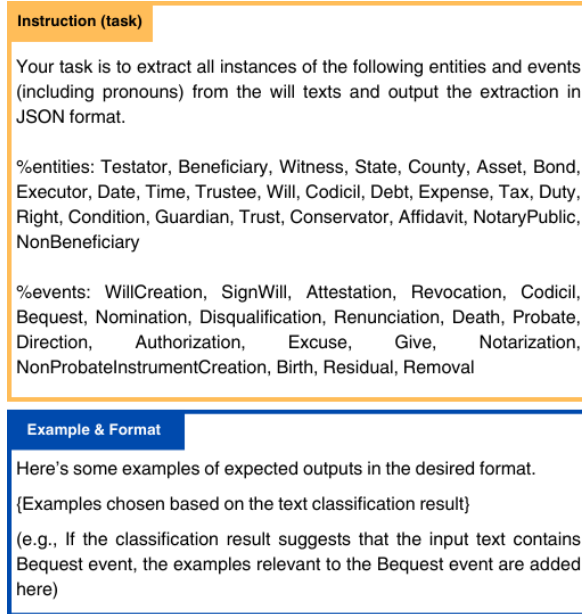 Instruction (task)
Your task is to extract all instances of the following entities and events
(including pronouns) from the will texts and output the extraction in
JSON format.
%entities: Testator, Beneficiary, Witness, State, County, Asset, Bond,
Executor, Date, Time, Trustee, Will, Codicil, Debt, Expense, Tax, Duty,
Right, Condition, Guardian, Trust, Conservator, Affidavit, NotaryPublic,
NonBeneficiary
%events: WillCreation, SignWill, Attestation, Revocation, Codicil,
Bequest, Nomination, Disqualification, Renunciation, Death, Probate,
Direction, Authorization, Excuse, Give, Notarization,
NonProbateInstrumentCreation, Birth, Residual, Removal
Example & Format
Here's some examples of expected outputs in the desired format.
{Examples chosen based on the text classification result}
(e.g., If the classification result suggests that the input text contains
Bequest event, the examples relevant to the Bequest event are added
here)